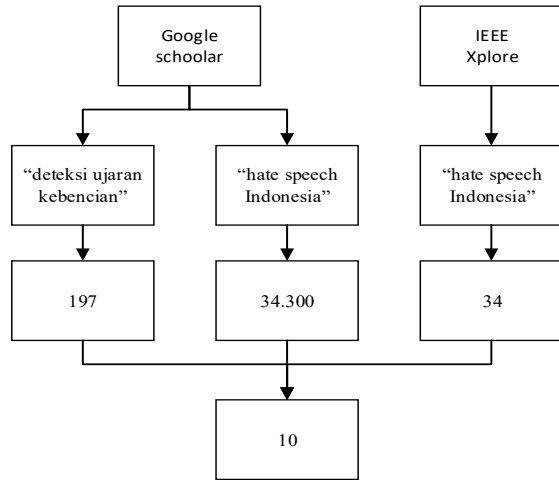 Google
schoolar
IEEE
Xplore
“deteksi ujaran
kebencian”
“hate speech
Indonesia”
“hate speech
Indonesia”
197
34.300
34
10